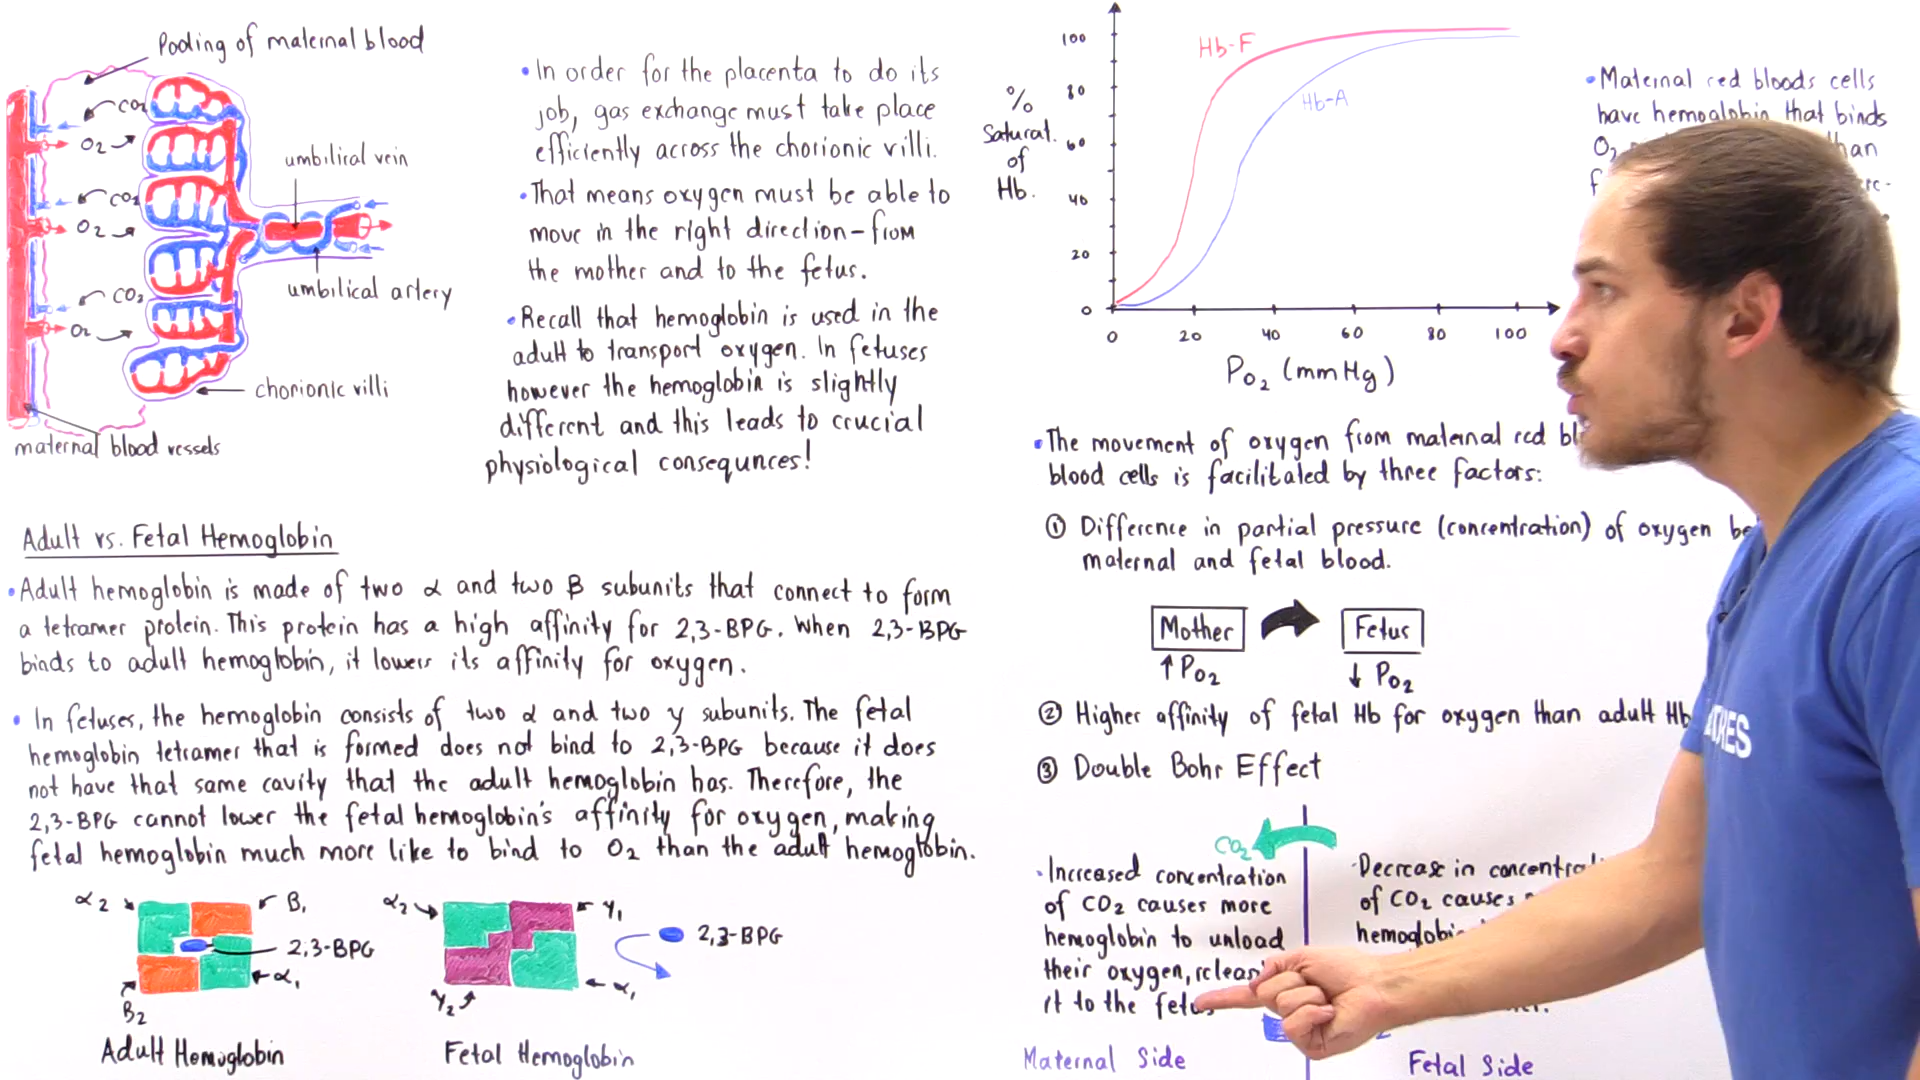 Pooling of maternal blood
CO2
O2
CO2
O2
CO2
O2
umbilical vein
umbilical artery
chorionic villi
maternal blood vessels
• In order for the placenta to do its
job, gas exchange must take place
efficiently across the chorionic villi.
• That means oxygen must be able to
move in the right direction - from
the mother and to the fetus.
• Recall that hemoglobin is used in the
adult to transport oxygen. In fetuses
however the hemoglobin is slightly
different and this leads to crucial
physiological consequnces!
Adult vs. Fetal Hemoglobin
• Adult hemoglobin is made of two α and two β subunits that connect to form
a tetramer protein. This protein has a high affinity for 2,3-BPG. When 2,3-BPG
binds to adult hemoglobin, it lowers its affinity for oxygen.
• In fetuses, the hemoglobin consists of two α and two γ subunits. The fetal
hemoglobin tetramer that is formed does not bind to 2,3-BPG because it does
not have that same cavity that the adult hemoglobin has. Therefore, the
2,3-BPG cannot lower the fetal hemoglobin's affinity for oxygen, making
fetal hemoglobin much more like to bind to O2 than the adult hemoglobin.
α2
B1
2,3-BPG
α1
B2
Adult Hemoglobin
α2
γ1
2,3-BPG
γ2
α1
Fetal Hemoglobin
% Saturat. of Hb.
100
80
60
40
20
0
0 20 40 60 80 100
Hb-F
Hb-A
PO2 (mmHg)
• Maternal red bloods cells
have hemoglobin that binds
O2
• The movement of oxygen from maternal red
blood cells is facilitated by three factors:
① Difference in partial pressure (concentration) of oxygen
maternal and fetal blood.
Mother
↑ PO2
Fetus
↓ PO2
② Higher affinity of fetal Hb for oxygen than adult Hb
③ Double Bohr Effect
CO2
• Increased concentration
of CO2 causes more
hemoglobin to unload
their oxygen,
it to the fetus
Maternal Side
• Decrease in
of CO2 causes
Fetal Side